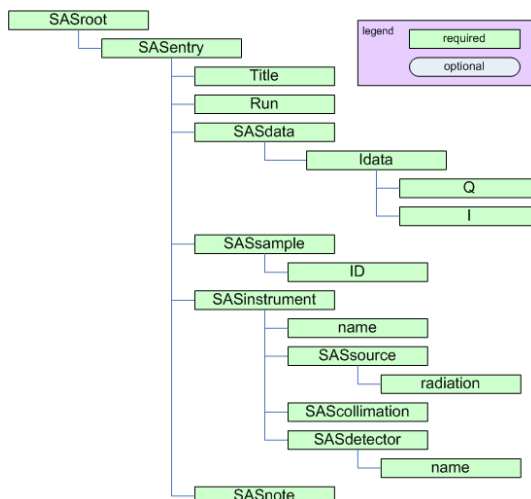 SASroot
legend
required
optional
SASentry
Title
Run
SASdata
Idata
Q
I
SASsample
ID
SASinstrument
name
SASsource
radiation
SAScollimation
SASdetector
name
SASnote